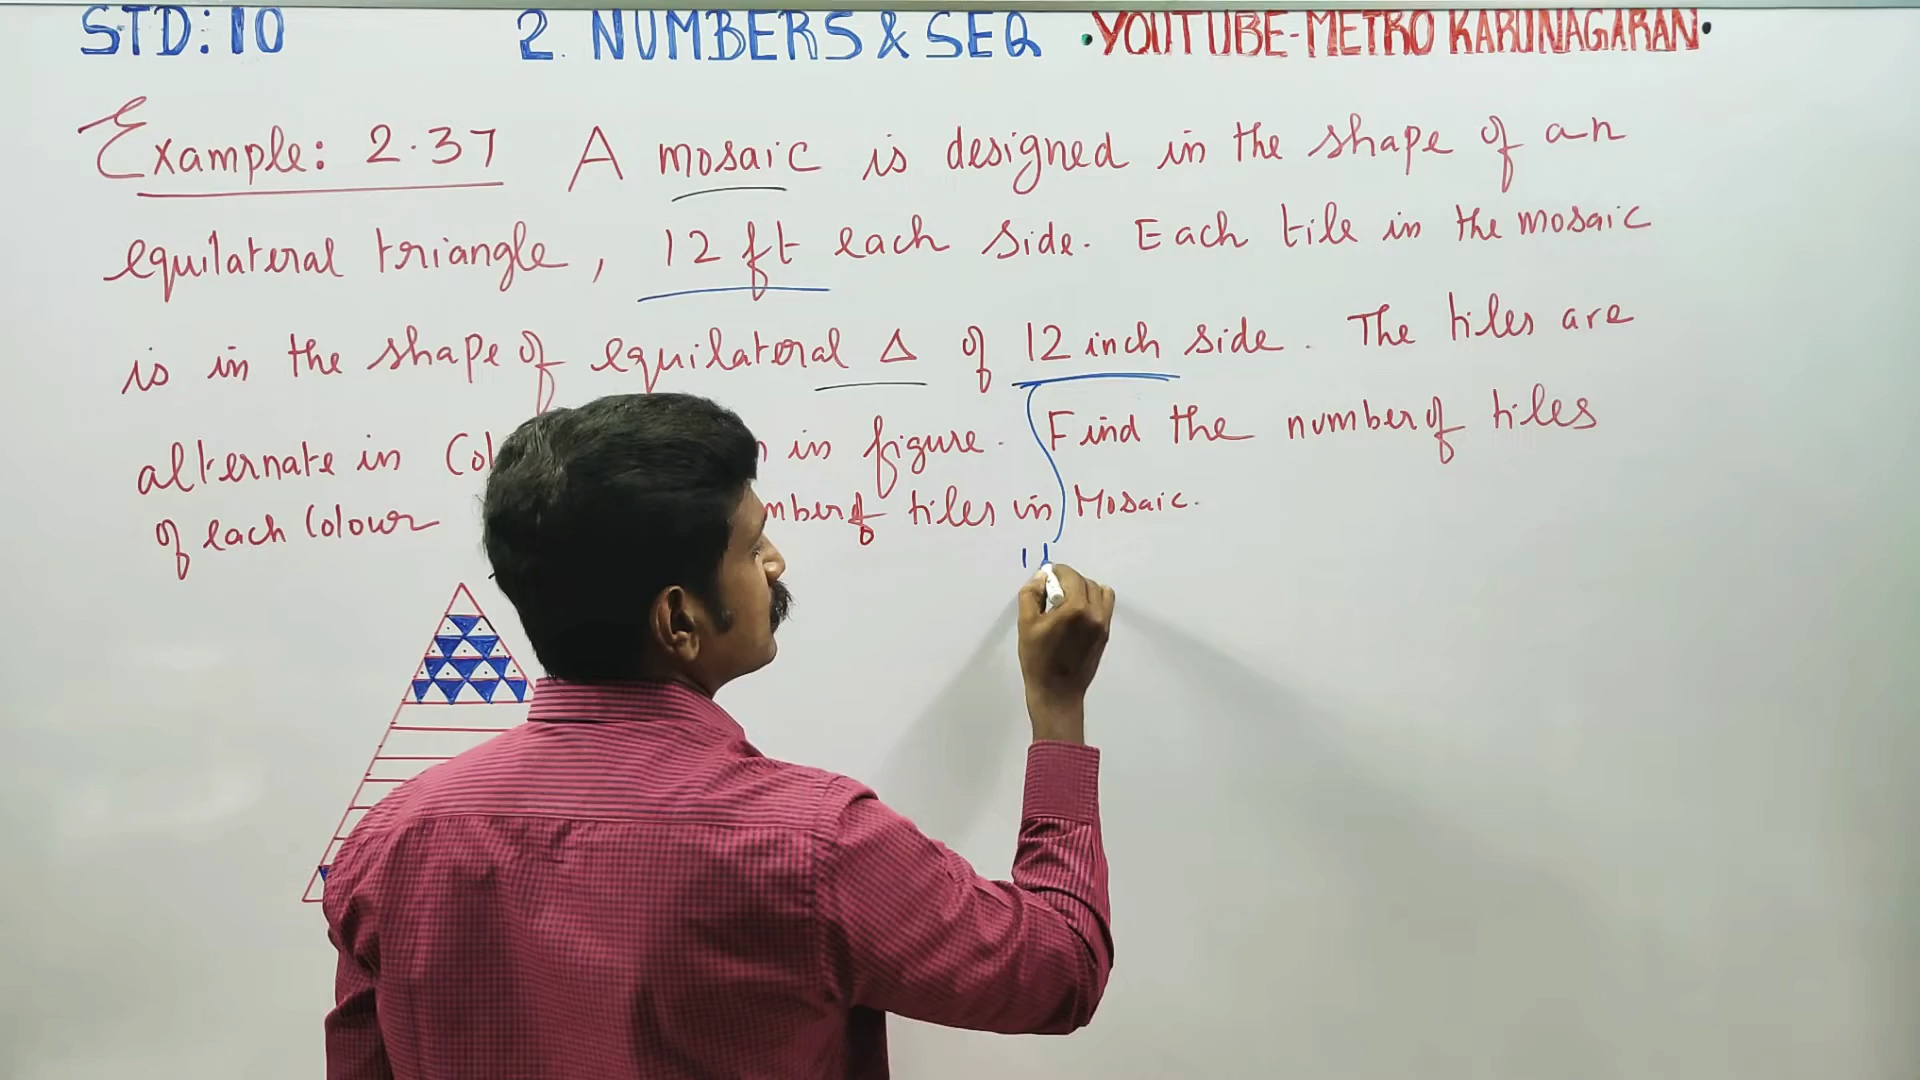 STD: 10 2. NUMBERS & SEQ • YOUTUBE-METRO KARUNAGARAN •
Example: 2.37 A mosaic is designed in the shape of an
equilateral triangle, 12 ft each side. Each tile in the mosaic
is in the shape of equilateral Δ of 12 inch side. The tiles are
alternate in in figure. Find the number of tiles
of each Colour tiles in Mosaic.